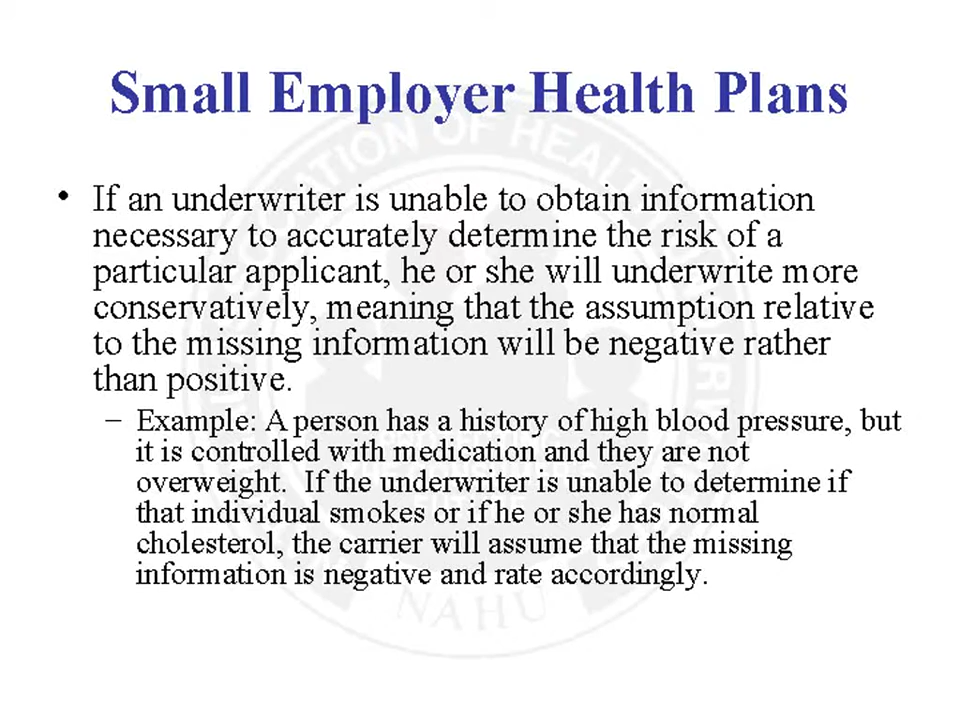 Small Employer Health Plans
• If an underwriter is unable to obtain information
necessary to accurately determine the risk of a
particular applicant, he or she will underwrite more
conservatively, meaning that the assumption relative
to the missing information will be negative rather
than positive.
– Example: A person has a history of high blood pressure, but
it is controlled with medication and they are not
overweight.  If the underwriter is unable to determine if
that individual smokes or if he or she has normal
cholesterol, the carrier will assume that the missing
information is negative and rate accordingly.
NAHU